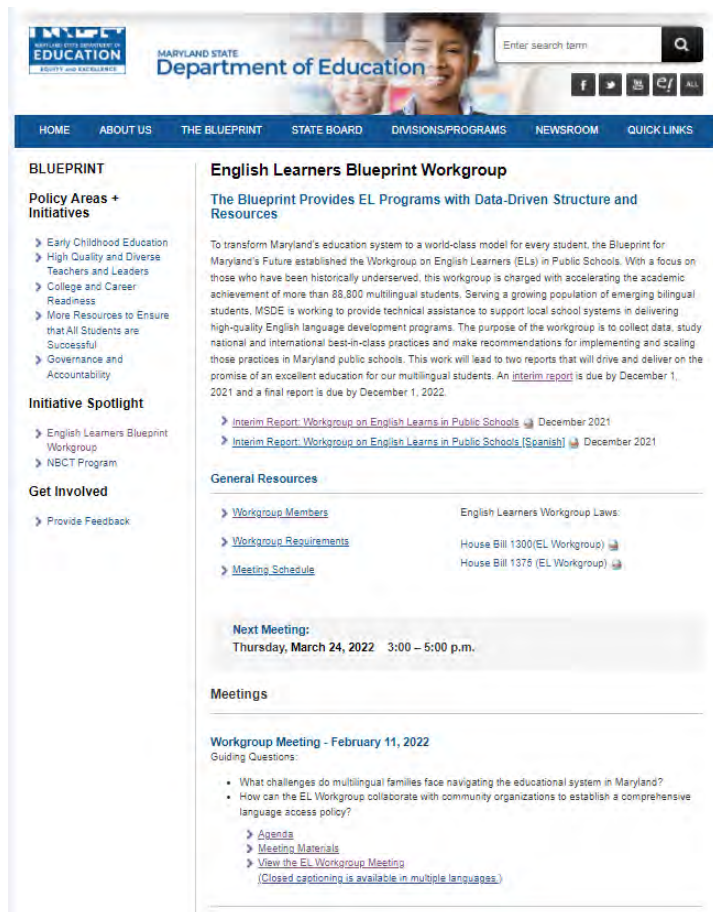 MARYLAND STATE DEPARTMENT OF
EDUCATION
EQUITY and EXCELLENCE
MARYLAND STATE
Department of Education
Enter search term
ALL
HOME ABOUT US THE BLUEPRINT STATE BOARD DIVISIONS/PROGRAMS NEWSROOM QUICK LINKS
BLUEPRINT
Policy Areas +
Initiatives
Early Childhood Education
High Quality and Diverse
Teachers and Leaders
College and Career
Readiness
More Resources to Ensure
that All Students are
Successful
Governance and
Accountability
Initiative Spotlight
English Learners Blueprint
Workgroup
NBCT Program
Get Involved
Provide Feedback
English Learners Blueprint Workgroup
The Blueprint Provides EL Programs with Data-Driven Structure and
Resources
To transform Maryland's education system to a world-class model for every student, the Blueprint for
Maryland's Future established the Workgroup on English Learners (ELs) in Public Schools. With a focus on
those who have been historically underserved, this workgroup is charged with accelerating the academic
achievement of more than 88,800 multilingual students. Serving a growing population of emerging bilingual
students, MSDE is working to provide technical assistance to support local school systems in delivering
high-quality English language development programs. The purpose of the workgroup is to collect data, study
national and international best-in-class practices and make recommendations for implementing and scaling
those practices in Maryland public schools. This work will lead to two reports that will drive and deliver on the
promise of an excellent education for our multilingual students. An interim report is due by December 1,
2021 and a final report is due by December 1, 2022.
Interim Report: Workgroup on English Learns in Public Schools December 2021
Interim Report: Workgroup on English Learns in Public Schools [Spanish] December 2021
General Resources
Workgroup Members
Workgroup Requirements
Meeting Schedule
English Learners Workgroup Laws:
House Bill 1300(EL Workgroup)
House Bill 1375 (EL Workgroup)
Next Meeting:
Thursday, March 24, 2022 3:00 – 5:00 p.m.
Meetings
Workgroup Meeting - February 11, 2022
Guiding Questions:
• What challenges do multilingual families face navigating the educational system in Maryland?
• How can the EL Workgroup collaborate with community organizations to establish a comprehensive
language access policy?
Agenda
Meeting Materials
View the EL Workgroup Meeting
(Closed captioning is available in multiple languages.)